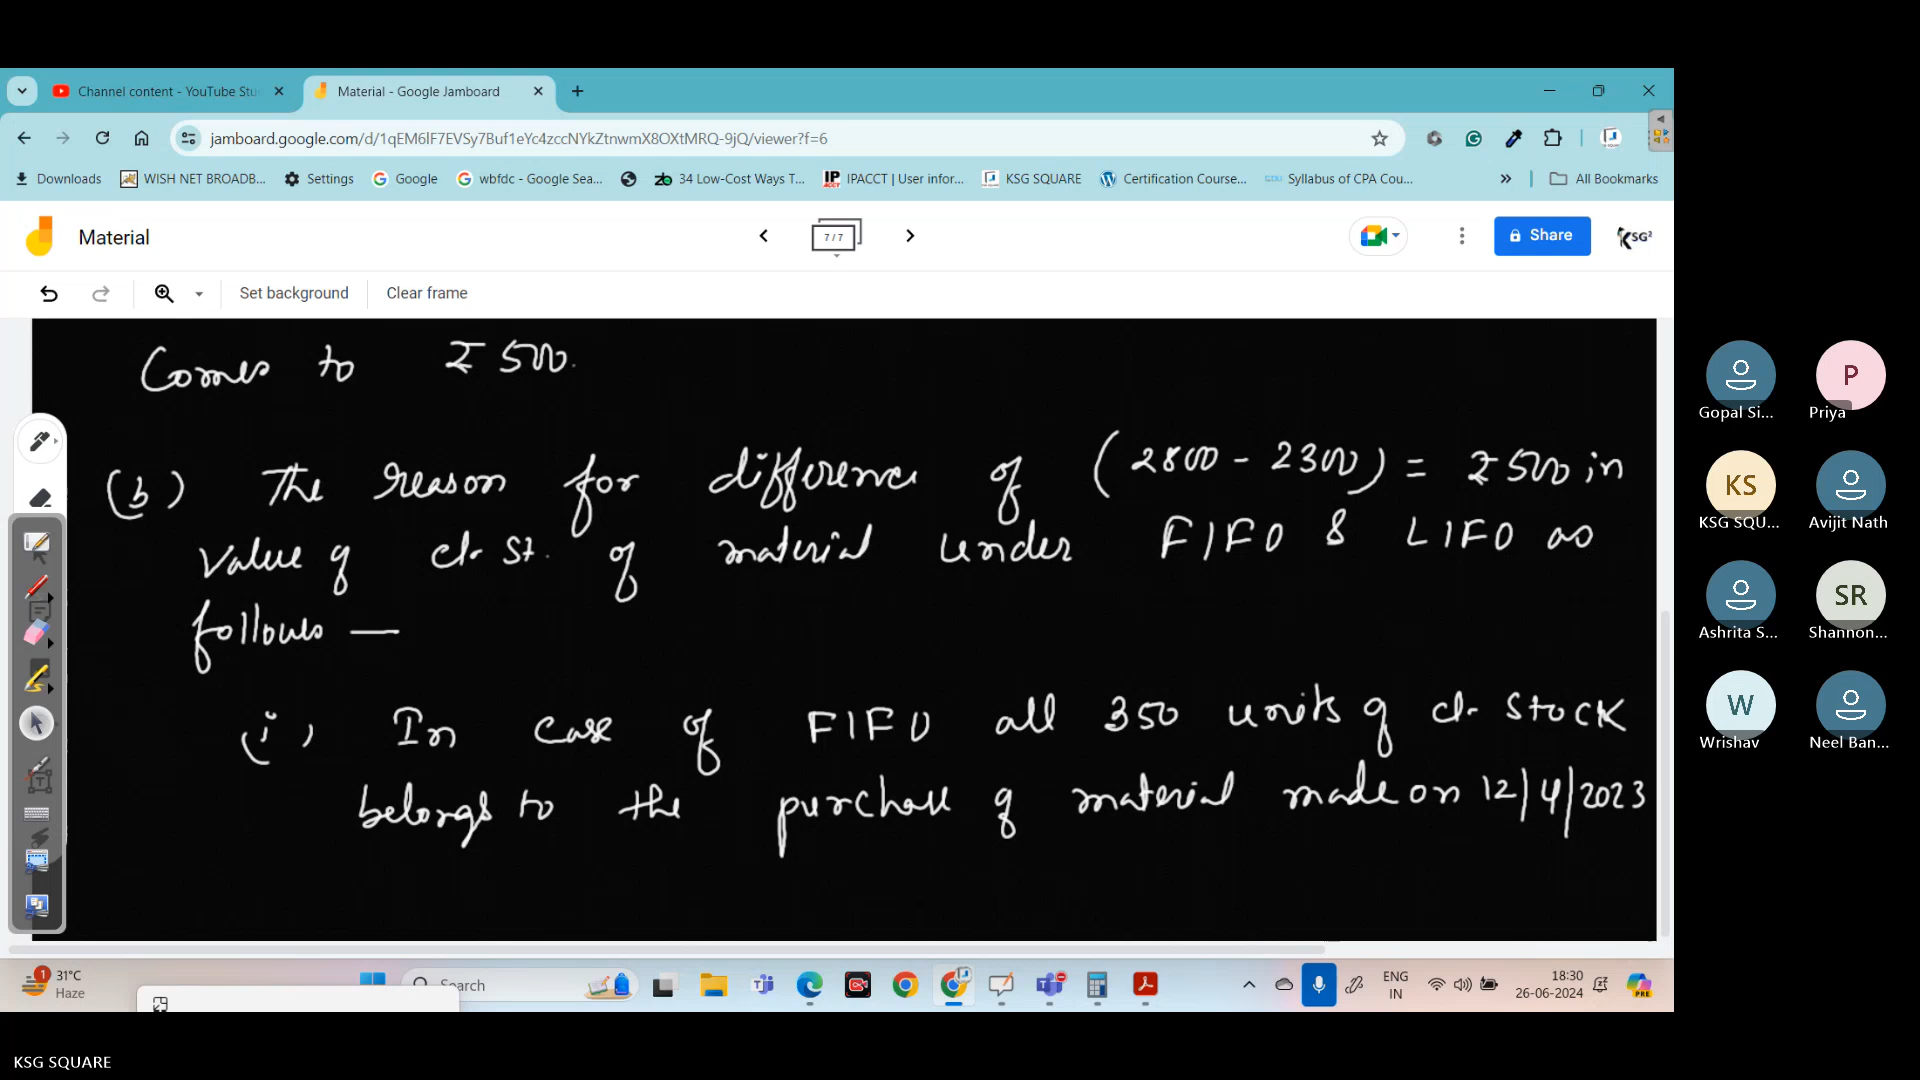 Channel content - YouTube Stu
Material - Google Jamboard
jamboard.google.com/d/1qEM6lF7EVSy7Buf1eYc4zccNYkZtnwmX8OXtMRQ-9jQ/viewer?f=6
Downloads WISH NET BROADB... Settings Google wbfdc - Google Sea... 34 Low-Cost Ways T... IPACCT | User infor... KSG SQUARE Certification Course... Syllabus of CPA Cou... » All Bookmarks
Material 7 / 7 Share KSG²
Set background Clear frame
Comes to ₹ 500.
(b) The reason for difference of (2800 - 2300) = ₹ 500 in
value of cl. st. of material under FIFO & LIFO as
follows —
(i) In case of FIFO all 350 units of cl. stock
belongs to the purchase of material made on 12/4/2023
Gopal Si...
P
Priya
KS
KSG SQU...
Avijit Nath
Ashrita S...
SR
Shannon...
W
Wrishav
Neel Ban...
1 31°C
Haze
Search
ENG
IN
18:30
26-06-2024
PRE
KSG SQUARE